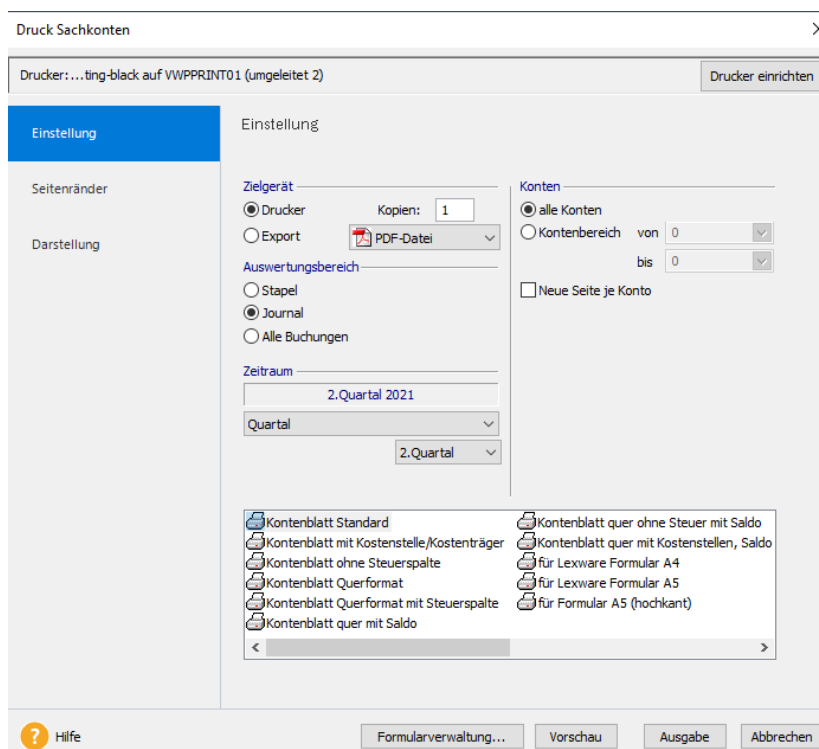 Druck Sachkonten
Drucker:...ting-black auf VWPPRINT01 (umgeleitet 2)
Drucker einrichten
Einstellung
Seitenränder
Darstellung
Einstellung
Zielgerät
Drucker
Kopien: 1
Export
PDF-Datei
Auswertungsbereich
Stapel
Journal
Alle Buchungen
Zeitraum
2.Quartal 2021
Quartal
2.Quartal
Konten
alle Konten
Kontenbereich von 0
bis 0
Neue Seite je Konto
Kontenblatt Standard
Kontenblatt mit Kostenstelle/Kostenträger
Kontenblatt ohne Steuerspalte
Kontenblatt Querformat
Kontenblatt Querformat mit Steuerspalte
Kontenblatt quer mit Saldo
Kontenblatt quer ohne Steuer mit Saldo
Kontenblatt quer mit Kostenstellen, Saldo
für Lexware Formular A4
für Lexware Formular A5
für Formular A5 (hochkant)
? Hilfe
Formularverwaltung...
Vorschau
Ausgabe
Abbrechen